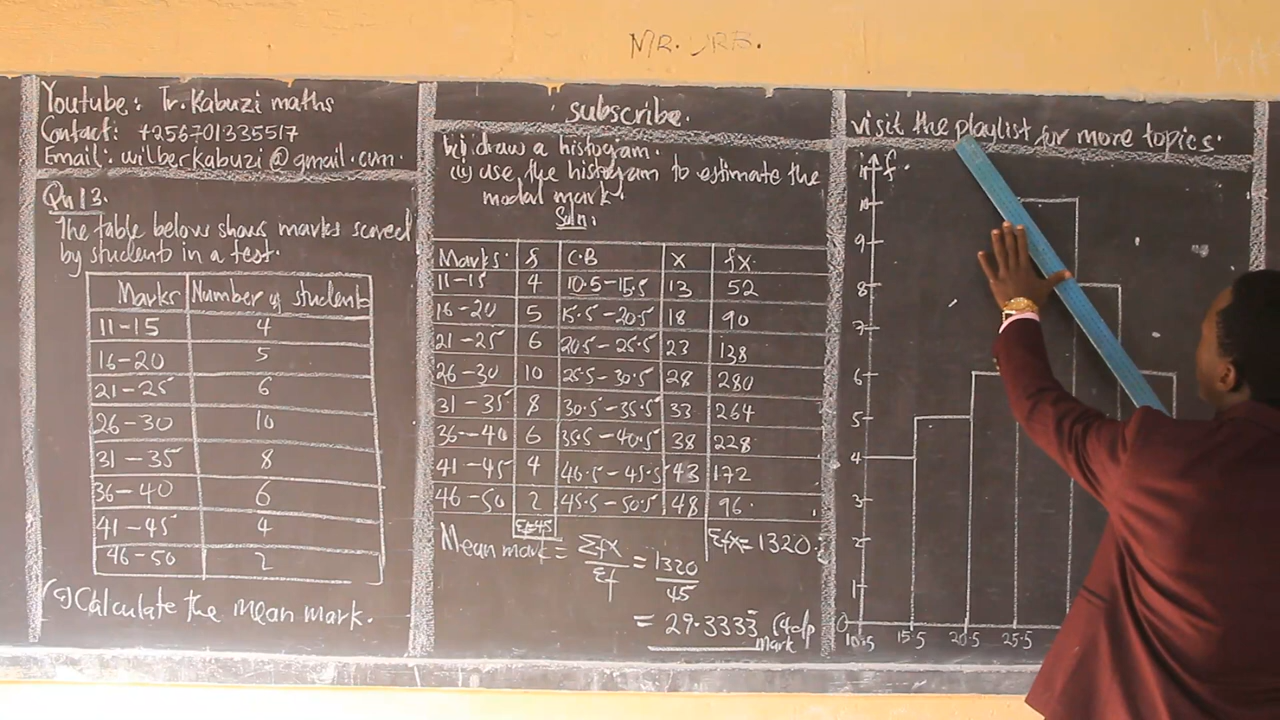 MR. JRB.
Youtube: Tr. Kabuzi maths
Contact: +256701335517
Email: wilberkabuzi@gmail.com.
Qn 13.
The table below shows marks scored
by students in a test.
Marks Number of students
11-15 4
16-20 5
21-25 6
26-30 10
31-35 8
36-40 6
41-45 4
46-50 2
(a) Calculate the mean mark.
subscribe.
b(i) draw a histogram.
(ii) use the histogram to estimate the
modal mark.
Soln:
Marks f C.B x fx
11-15 4 10.5-15.5 13 52
16-20 5 15.5-20.5 18 90
21-25 6 20.5-25.5 23 138
26-30 10 25.5-30.5 28 280
31-35 8 30.5-35.5 33 264
36-40 6 35.5-40.5 38 228
41-45 4 40.5-45.5 43 172
46-50 2 45.5-50.5 48 96
Σf=45 Σfx=1320
Mean mark = Σfx/Σf = 1320/45
= 29.3333 (4dp)
mark
visit the playlist for more topics.
11 f.
10
9
8
7
6
5
4
3
2
1
0
10.5 15.5 20.5 25.5